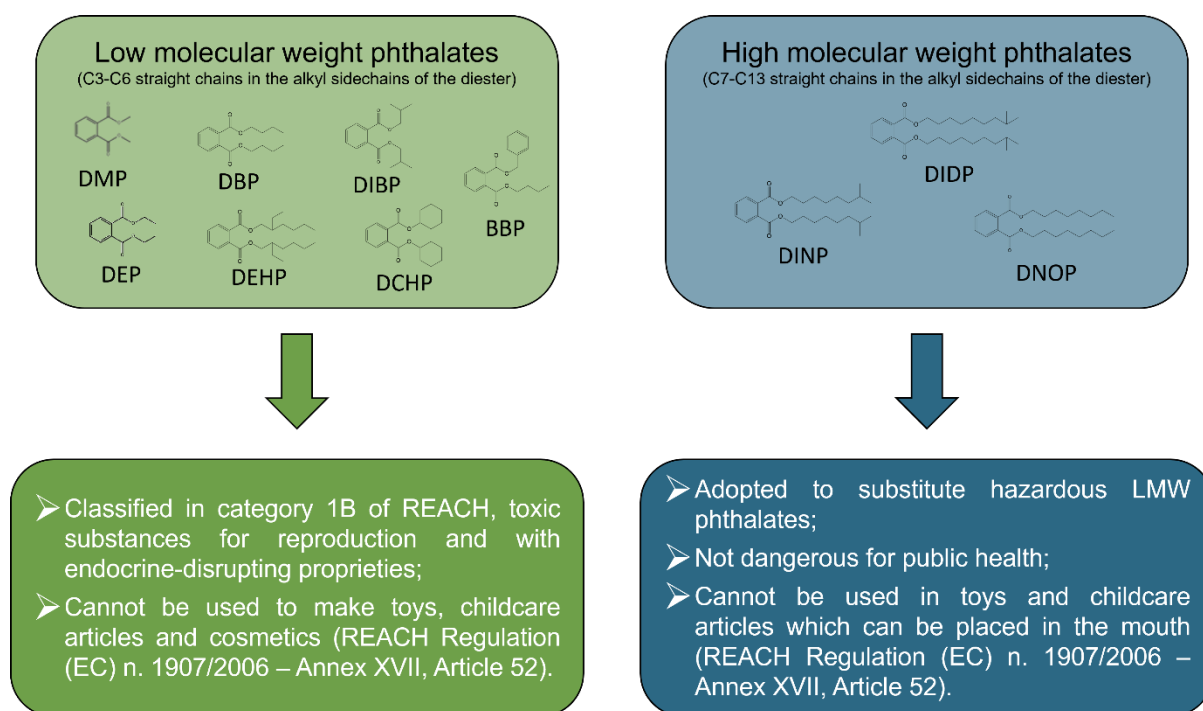 Low molecular weight phthalates
(C3-C6 straight chains in the alkyl sidechains of the diester)
DMP
DBP
DIBP
BBP
DEP
DEHP
DCHP
High molecular weight phthalates
(C7-C13 straight chains in the alkyl sidechains of the diester)
DIDP
DINP
DNOP
Classified in category 1B of REACH, toxic
substances for reproduction and with
endocrine-disrupting proprieties;
Cannot be used to make toys, childcare
articles and cosmetics (REACH Regulation
(EC) n. 1907/2006 – Annex XVII, Article 52).
Adopted to substitute hazardous LMW
phthalates;
Not dangerous for public health;
Cannot be used in toys and childcare
articles which can be placed in the mouth
(REACH Regulation (EC) n. 1907/2006 –
Annex XVII, Article 52).